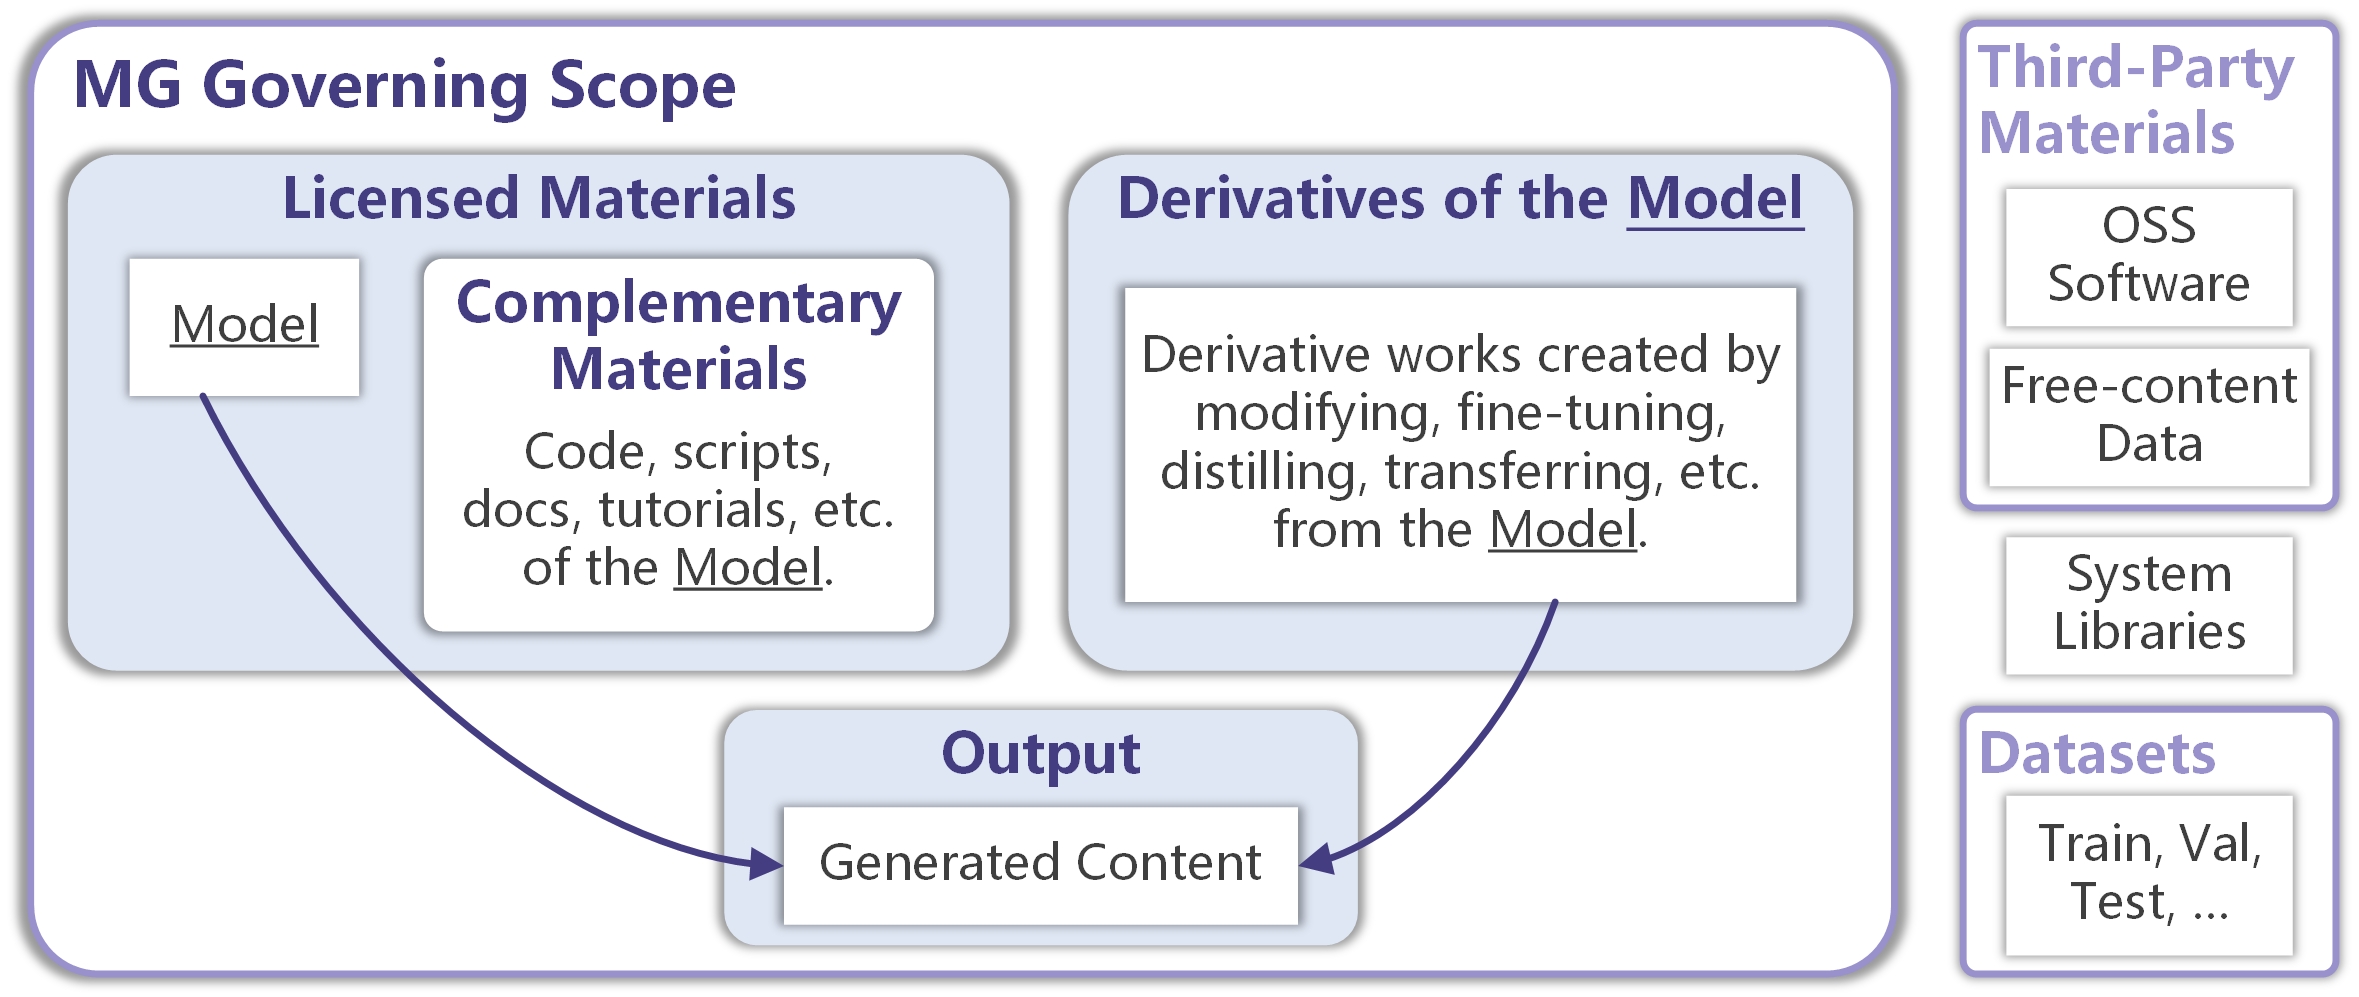 MG Governing Scope
Licensed Materials
Model
Complementary
Materials
Code, scripts,
docs, tutorials, etc.
of the Model.
Derivatives of the Model
Derivative works created by
modifying, fine-tuning,
distilling, transferring, etc.
from the Model.
Output
Generated Content
Third-Party
Materials
OSS
Software
Free-content
Data
System
Libraries
Datasets
Train, Val,
Test, ...